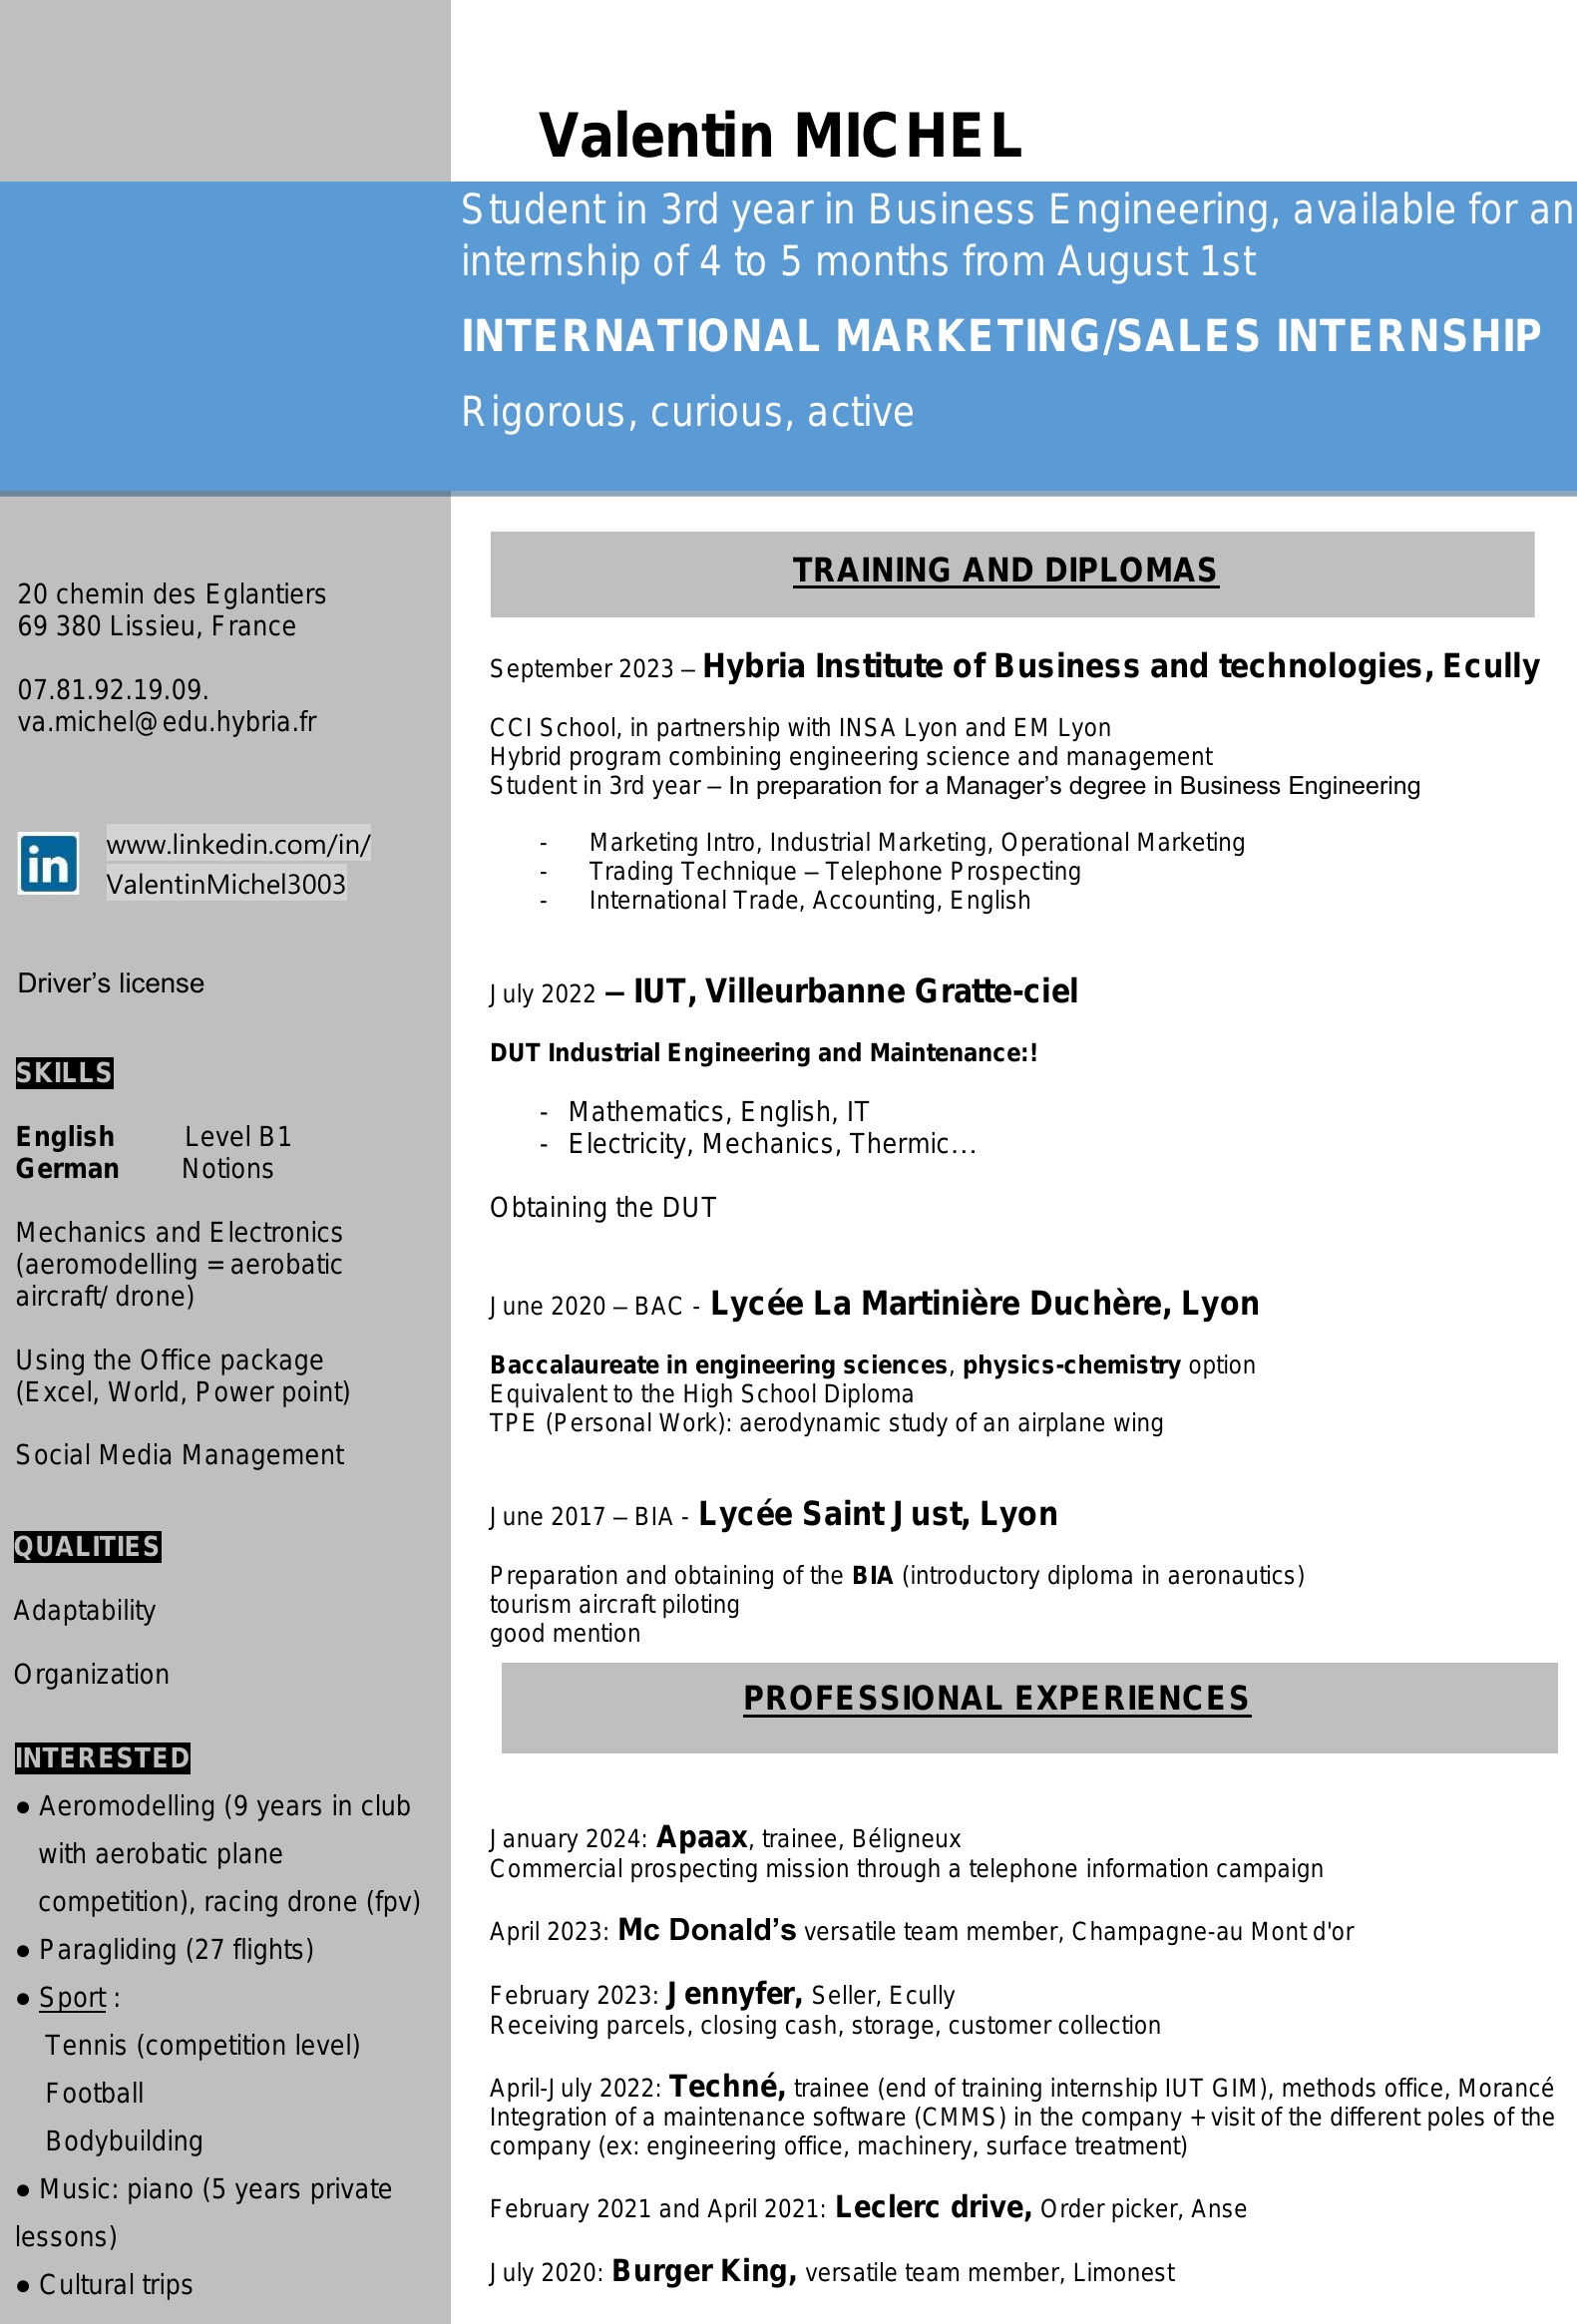 Valentin MICHEL
Student in 3rd year in Business Engineering, available for an
internship of 4 to 5 months from August 1st
INTERNATIONAL MARKETING/SALES INTERNSHIP
Rigorous, curious, active
20 chemin des Eglantiers
69 380 Lissieu, France
07.81.92.19.09.
va.michel@edu.hybria.fr
in
www.linkedin.com/in/
ValentinMichel3003
Driver’s license
SKILLS
English Level B1
German Notions
Mechanics and Electronics
(aeromodelling = aerobatic
aircraft/ drone)
Using the Office package
(Excel, World, Power point)
Social Media Management
QUALITIES
Adaptability
Organization
INTERESTED
● Aeromodelling (9 years in club
with aerobatic plane
competition), racing drone (fpv)
● Paragliding (27 flights)
● Sport :
Tennis (competition level)
Football
Bodybuilding
● Music: piano (5 years private
lessons)
● Cultural trips
TRAINING AND DIPLOMAS
September 2023 – Hybria Institute of Business and technologies, Ecully
CCI School, in partnership with INSA Lyon and EM Lyon
Hybrid program combining engineering science and management
Student in 3rd year – In preparation for a Manager’s degree in Business Engineering
- Marketing Intro, Industrial Marketing, Operational Marketing
- Trading Technique – Telephone Prospecting
- International Trade, Accounting, English
July 2022 – IUT, Villeurbanne Gratte-ciel
DUT Industrial Engineering and Maintenance:!
- Mathematics, English, IT
- Electricity, Mechanics, Thermic…
Obtaining the DUT
June 2020 – BAC - Lycée La Martinière Duchère, Lyon
Baccalaureate in engineering sciences, physics-chemistry option
Equivalent to the High School Diploma
TPE (Personal Work): aerodynamic study of an airplane wing
June 2017 – BIA - Lycée Saint Just, Lyon
Preparation and obtaining of the BIA (introductory diploma in aeronautics)
tourism aircraft piloting
good mention
PROFESSIONAL EXPERIENCES
January 2024: Apaax, trainee, Béligneux
Commercial prospecting mission through a telephone information campaign
April 2023: Mc Donald’s versatile team member, Champagne-au Mont d'or
February 2023: Jennyfer, Seller, Ecully
Receiving parcels, closing cash, storage, customer collection
April-July 2022: Techné, trainee (end of training internship IUT GIM), methods office, Morancé
Integration of a maintenance software (CMMS) in the company + visit of the different poles of the
company (ex: engineering office, machinery, surface treatment)
February 2021 and April 2021: Leclerc drive, Order picker, Anse
July 2020: Burger King, versatile team member, Limonest